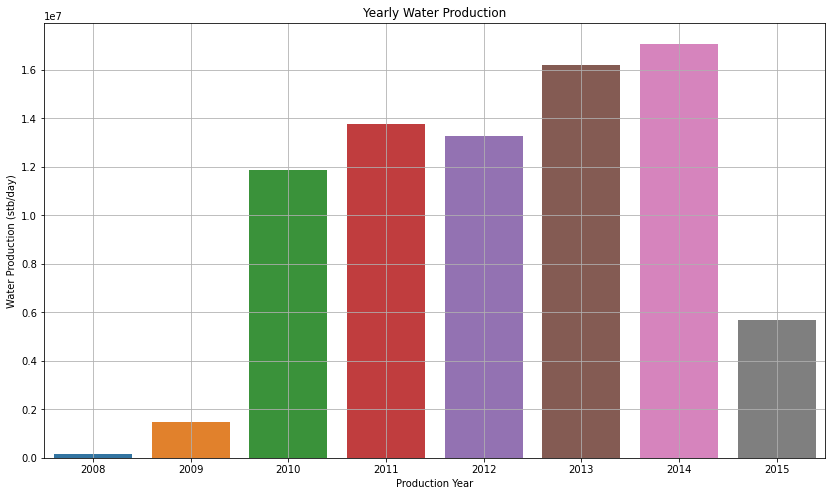 Yearly Water Production
1e7
1.6
1.4
1.2
1.0
0.8
0.6
0.4
0.2
0.0
Water Production (stb/day)
2008 2009 2010 2011 2012 2013 2014 2015
Production Year